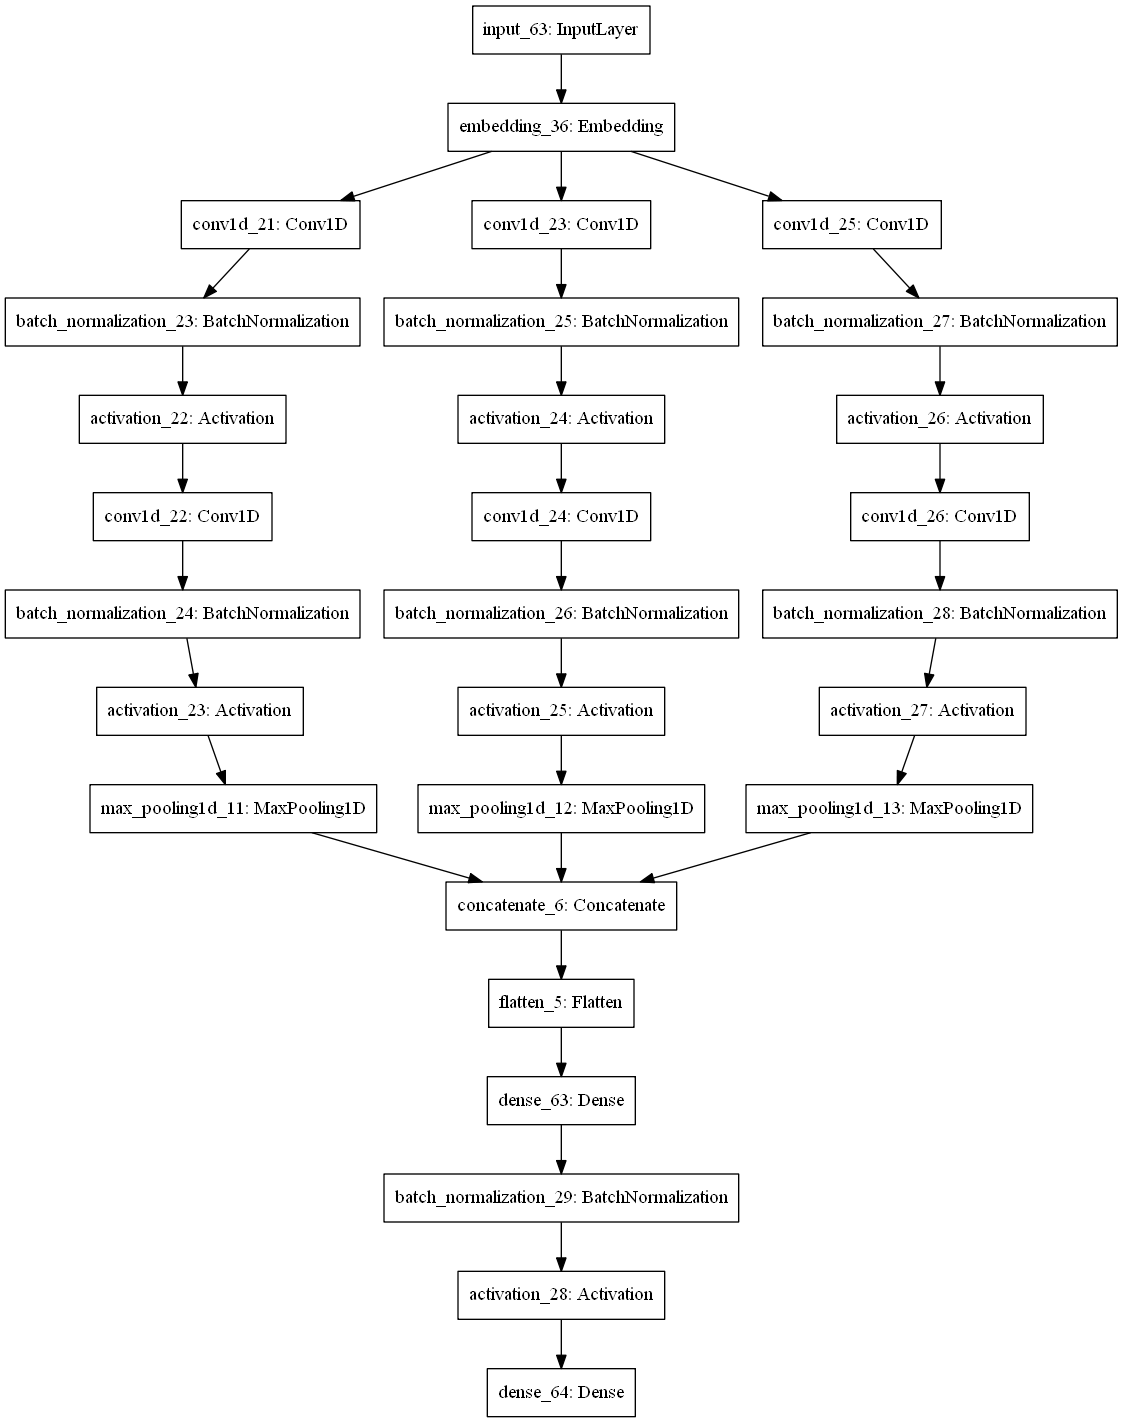 input_63: InputLayer
embedding_36: Embedding
conv1d_21: Conv1D
conv1d_23: Conv1D
conv1d_25: Conv1D
batch_normalization_23: BatchNormalization
batch_normalization_25: BatchNormalization
batch_normalization_27: BatchNormalization
activation_22: Activation
activation_24: Activation
activation_26: Activation
conv1d_22: Conv1D
conv1d_24: Conv1D
conv1d_26: Conv1D
batch_normalization_24: BatchNormalization
batch_normalization_26: BatchNormalization
batch_normalization_28: BatchNormalization
activation_23: Activation
activation_25: Activation
activation_27: Activation
max_pooling1d_11: MaxPooling1D
max_pooling1d_12: MaxPooling1D
max_pooling1d_13: MaxPooling1D
concatenate_6: Concatenate
flatten_5: Flatten
dense_63: Dense
batch_normalization_29: BatchNormalization
activation_28: Activation
dense_64: Dense